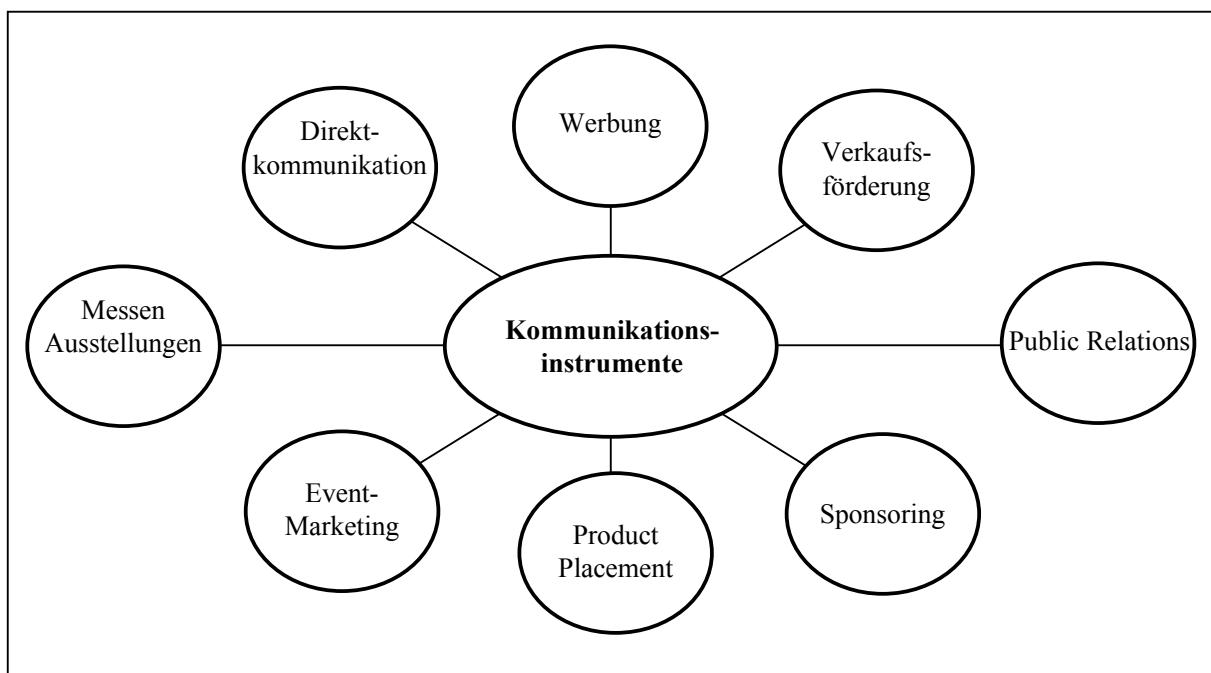 Werbung
Direkt-
kommunikation
Verkaufs-
förderung
Messen
Ausstellungen
Kommunikations-
instrumente
Public Relations
Event-
Marketing
Product
Placement
Sponsoring